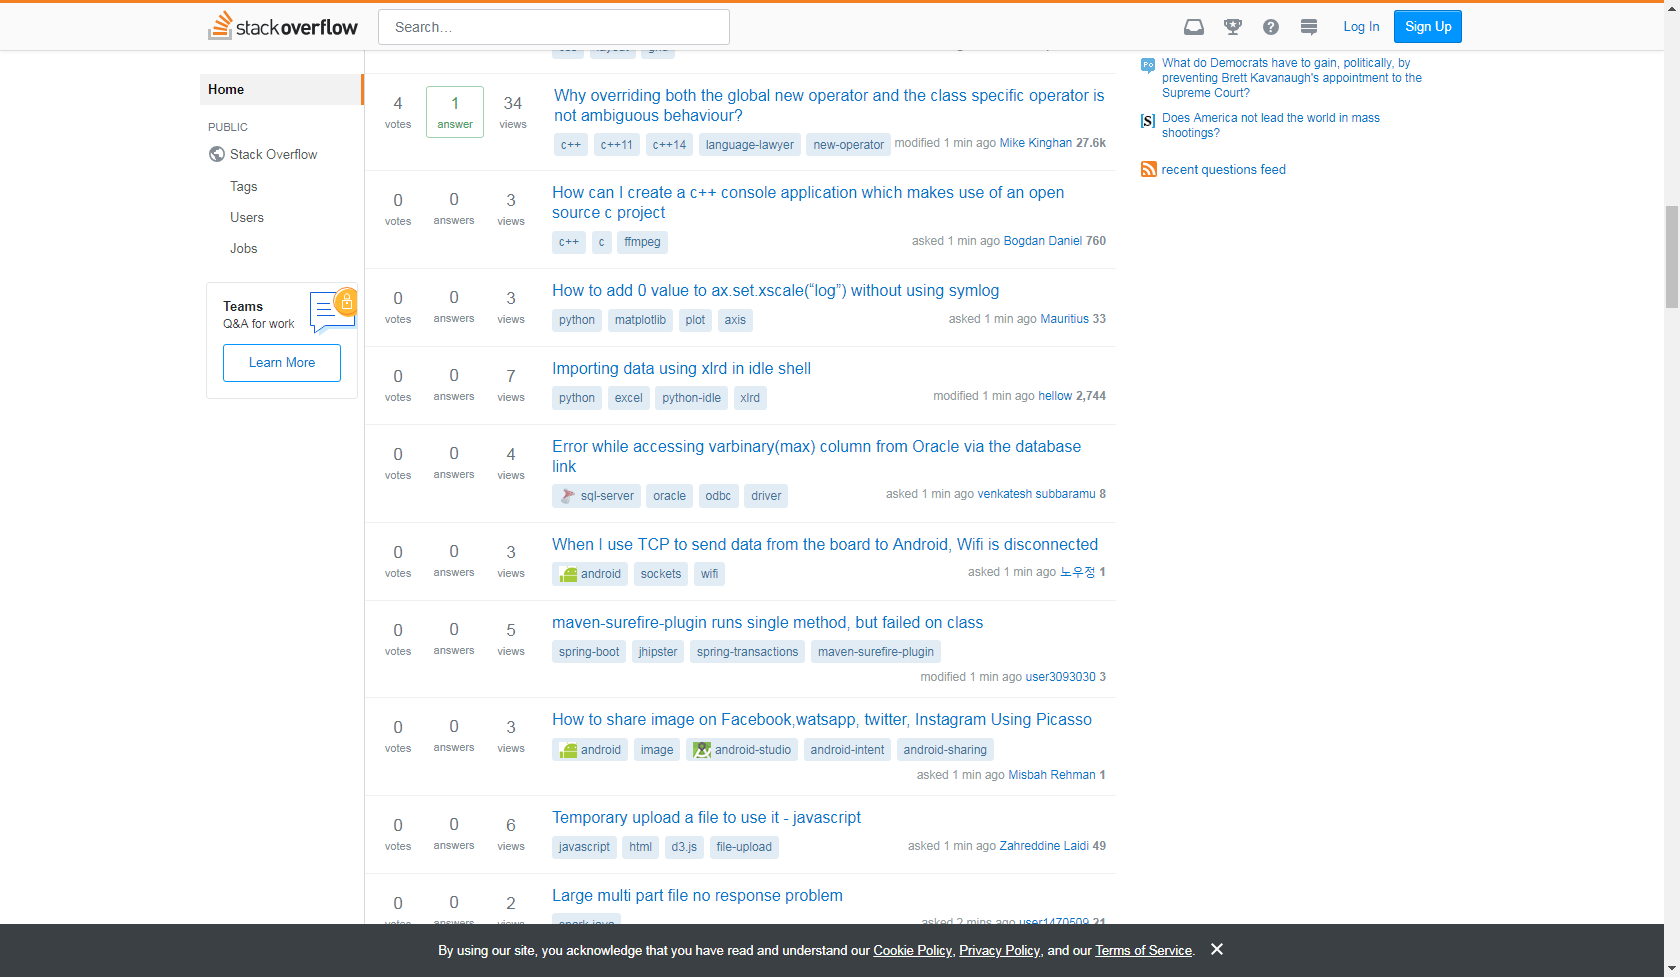 stackoverflow
Search…
Log In
Sign Up
Home
PUBLIC
Stack Overflow
Tags
Users
Jobs
Teams
Q&A for work
Learn More
4
votes
1
answer
34
views
Why overriding both the global new operator and the class specific operator is
not ambiguous behaviour?
c++ c++11 c++14 language-lawyer new-operator
modified 1 min ago Mike Kinghan 27.6k
0
votes
0
answers
3
views
How can I create a c++ console application which makes use of an open
source c project
c++ c ffmpeg
asked 1 min ago Bogdan Daniel 760
0
votes
0
answers
3
views
How to add 0 value to ax.set.xscale(“log”) without using symlog
python matplotlib plot axis
asked 1 min ago Mauritius 33
0
votes
0
answers
7
views
Importing data using xlrd in idle shell
python excel python-idle xlrd
modified 1 min ago hellow 2,744
0
votes
0
answers
4
views
Error while accessing varbinary(max) column from Oracle via the database
link
sql-server oracle odbc driver
asked 1 min ago venkatesh subbaramu 8
0
votes
0
answers
3
views
When I use TCP to send data from the board to Android, Wifi is disconnected
android sockets wifi
asked 1 min ago 노우정 1
0
votes
0
answers
5
views
maven-surefire-plugin runs single method, but failed on class
spring-boot jhipster spring-transactions maven-surefire-plugin
modified 1 min ago user3093030 3
0
votes
0
answers
3
views
How to share image on Facebook,watsapp, twitter, Instagram Using Picasso
android image android-studio android-intent android-sharing
asked 1 min ago Misbah Rehman 1
0
votes
0
answers
6
views
Temporary upload a file to use it - javascript
javascript html d3.js file-upload
asked 1 min ago Zahreddine Laidi 49
0
votes
0
answers
2
views
Large multi part file no response problem
spark-java
asked 2 mins ago user1470509 21
Po
What do Democrats have to gain, politically, by
preventing Brett Kavanaugh's appointment to the
Supreme Court?
[S]
Does America not lead the world in mass
shootings?
recent questions feed
By using our site, you acknowledge that you have read and understand our Cookie Policy, Privacy Policy, and our Terms of Service.